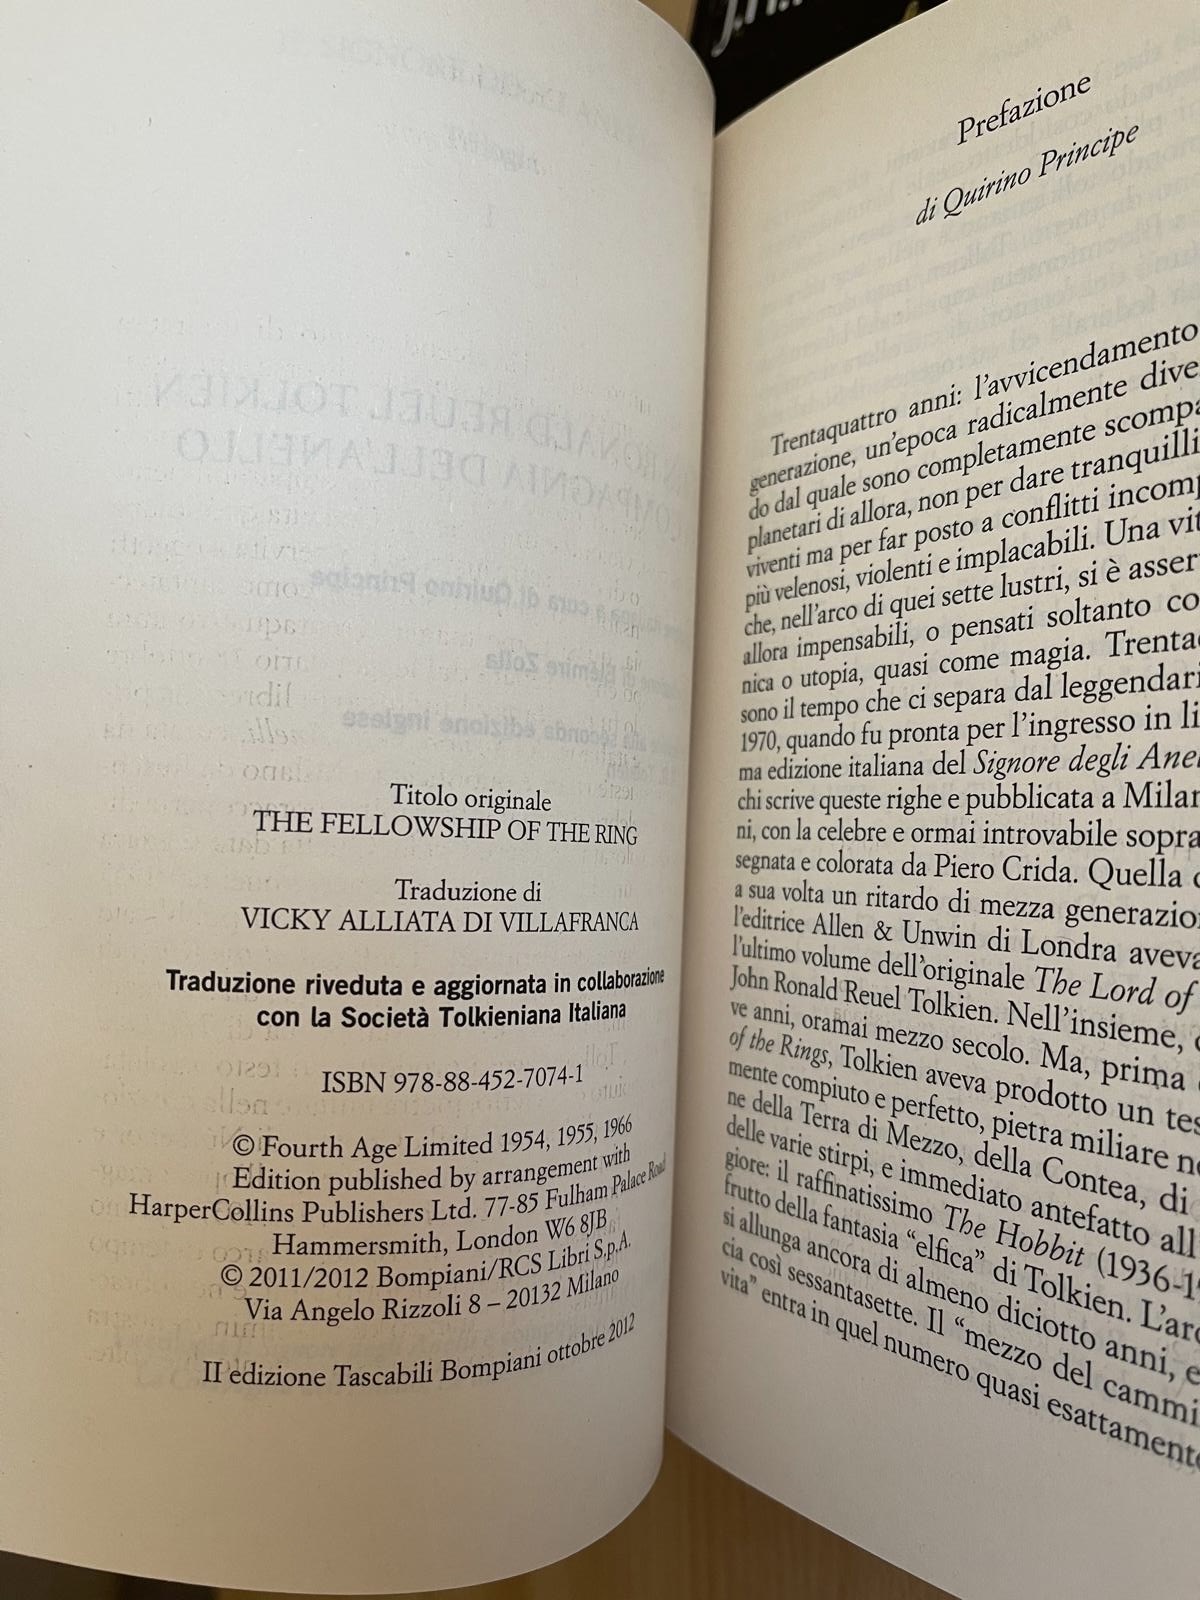 Titolo originale
THE FELLOWSHIP OF THE RING
Traduzione di
VICKY ALLIATA DI VILLAFRANCA
Traduzione riveduta e aggiornata in collaborazione
con la Società Tolkieniana Italiana
ISBN 978-88-452-7074-1
© Fourth Age Limited 1954, 1955, 1966
Edition published by arrangement with
HarperCollins Publishers Ltd. 77-85 Fulham Palace Road
Hammersmith, London W6 8JB
© 2011/2012 Bompiani/RCS Libri S.p.A.
Via Angelo Rizzoli 8 – 20132 Milano
II edizione Tascabili Bompiani ottobre 2012
Prefazione
di Quirino Principe
Trentaquattro anni: l'avvicendamento
generazione, un'epoca radicalmente dive
do dal quale sono completamente scompa
planetari di allora, non per dare tranquilli
viventi ma per far posto a conflitti incomp
più velenosi, violenti e implacabili. Una vit
che, nell'arco di quei sette lustri, si è asser
allora impensabili, o pensati soltanto co
nica o utopia, quasi come magia. Trenta
sono il tempo che ci separa dal leggendari
1970, quando fu pronta per l'ingresso in li
ma edizione italiana del Signore degli Anel
chi scrive queste righe e pubblicata a Milan
ni, con la celebre e ormai introvabile sopra
segnata e colorata da Piero Crida. Quella
a sua volta un ritardo di mezza generazio
l'editrice Allen & Unwin di Londra aveva
l'ultimo volume dell'originale The Lord of
John Ronald Reuel Tolkien. Nell'insieme,
ve anni, oramai mezzo secolo. Ma, prima
of the Rings, Tolkien aveva prodotto un tes
mente compiuto e perfetto, pietra miliare ne
ne della Terra di Mezzo, della Contea, di
delle varie stirpi, e immediato antefatto all
giore: il raffinatissimo The Hobbit (1936-1
frutto della fantasia "elfica" di Tolkien. L'arc
si allunga ancora di almeno diciotto anni, e
cia così sessantasette. Il "mezzo del cammi
vita" entra in quel numero quasi esattamente